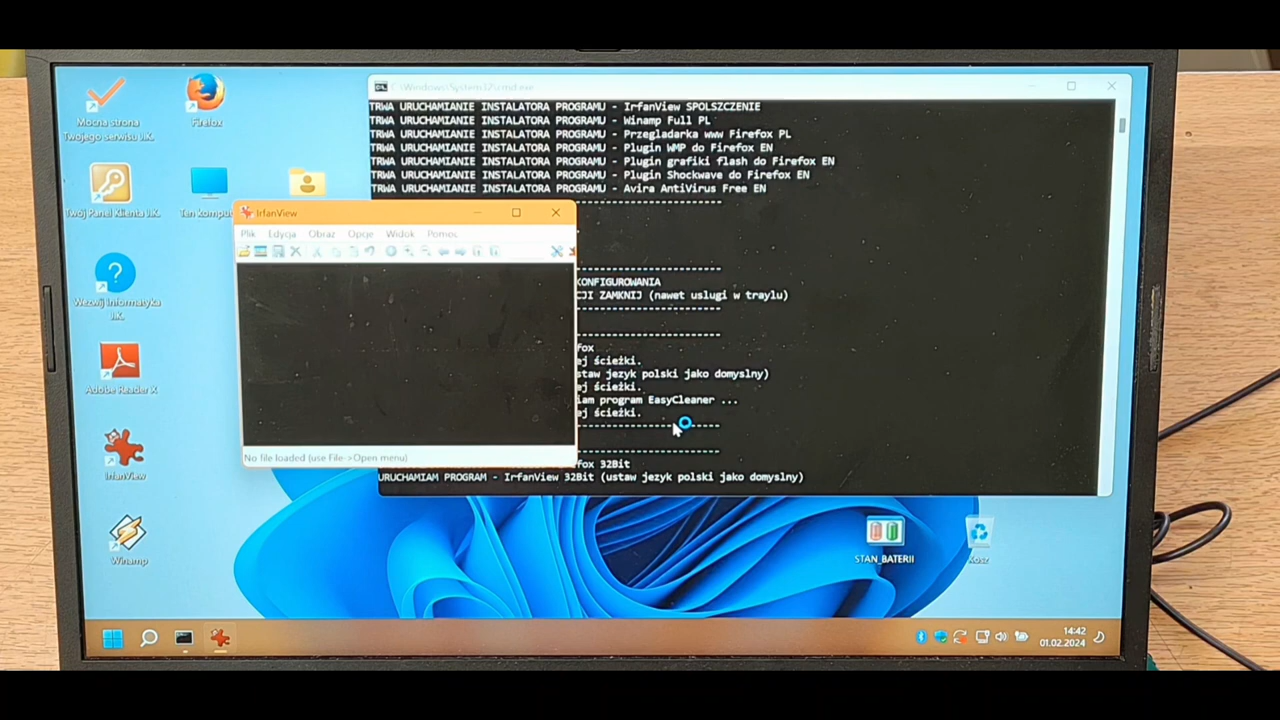 Mocna strona
Twojego serwisu J.K.
Firefox
Twój Panel Klienta J.K.
Ten kompu
Wezwij Informatyka
J.K.
Adobe Reader X
IrfanView
Winamp
C:\Windows\System32\cmd.exe
TRWA URUCHAMIANIE INSTALATORA PROGRAMU - IrfanView SPOLSZCZENIE
TRWA URUCHAMIANIE INSTALATORA PROGRAMU - Winamp Full PL
TRWA URUCHAMIANIE INSTALATORA PROGRAMU - Przegladarka www Firefox PL
TRWA URUCHAMIANIE INSTALATORA PROGRAMU - Plugin WMP do Firefox EN
TRWA URUCHAMIANIE INSTALATORA PROGRAMU - Plugin grafiki flash do Firefox EN
TRWA URUCHAMIANIE INSTALATORA PROGRAMU - Plugin Shockwave do Firefox EN
TRWA URUCHAMIANIE INSTALATORA PROGRAMU - Avira AntiVirus Free EN
KONFIGUROWANIA
CJI ZAMKNIJ (nawet uslugi w traylu)
fox
ej ścieżki.
staw jezyk polski jako domyslny)
ej ścieżki.
iam program EasyCleaner ...
ej ścieżki.
fox 32Bit
URUCHAMIAM PROGRAM - IrfanView 32Bit (ustaw jezyk polski jako domyslny)
IrfanView
Plik Edycja Obraz Opcje Widok Pomoc
No file loaded (use File->Open menu)
STAN_BATERII
Kosz
14:42
01.02.2024